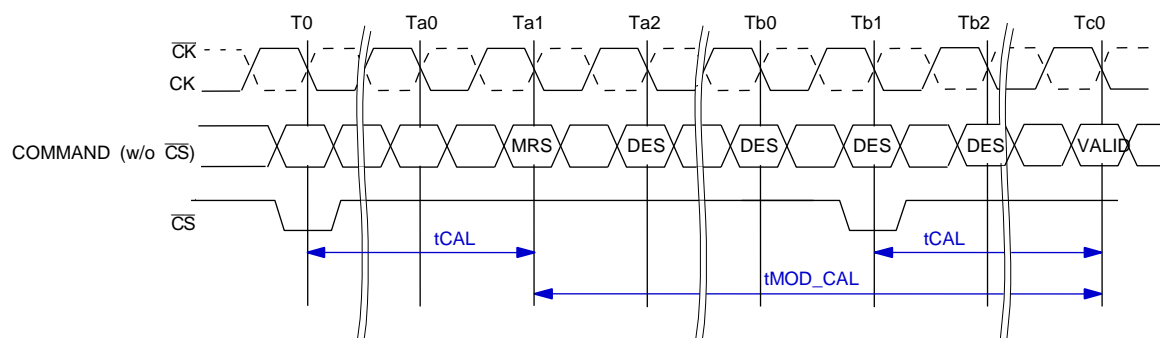 T0 Ta0 Ta1 Ta2 Tb0 Tb1 Tb2 Tc0
CK
CK
COMMAND (w/o CS) MRS DES DES DES DES VALID
CS
tCAL tCAL
tMOD_CAL